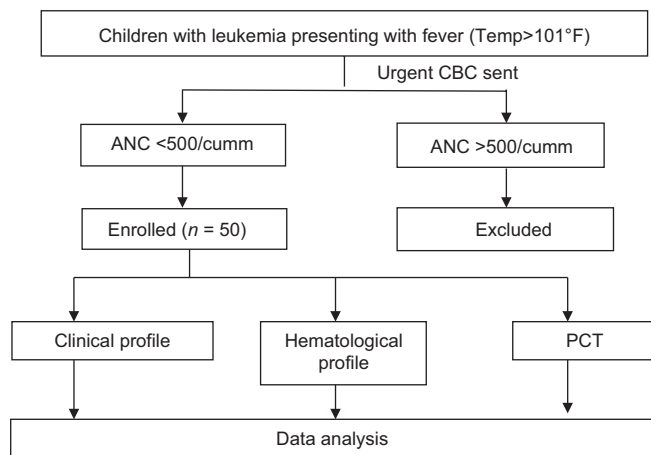 Children with leukemia presenting with fever (Temp>101°F)
Urgent CBC sent
ANC <500/cumm
ANC >500/cumm
Enrolled (n = 50)
Excluded
Clinical profile
Hematological
profile
PCT
Data analysis